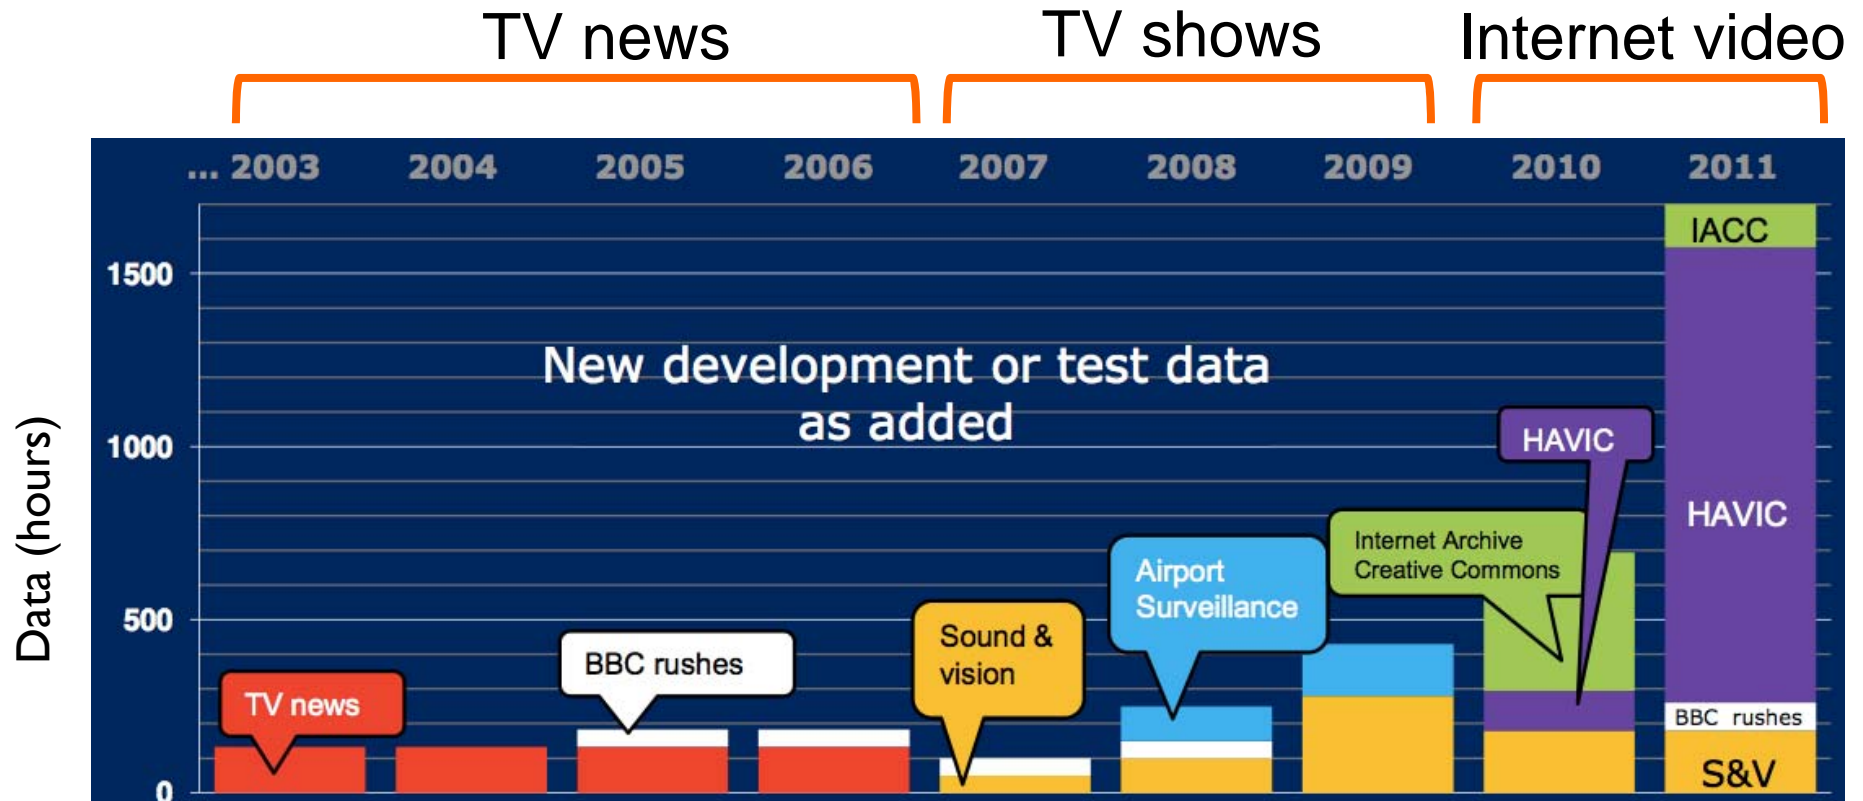 TV news
TV shows
Internet video
... 2003
2004
2005
2006
2007
2008
2009
2010
2011
IACC
1500
New development or test data
as added
1000
HAVIC
HAVIC
Internet Archive
Creative Commons
Airport
Surveillance
500
Sound &
vision
BBC rushes
TV news
BBC rushes
S&V
0
Data (hours)